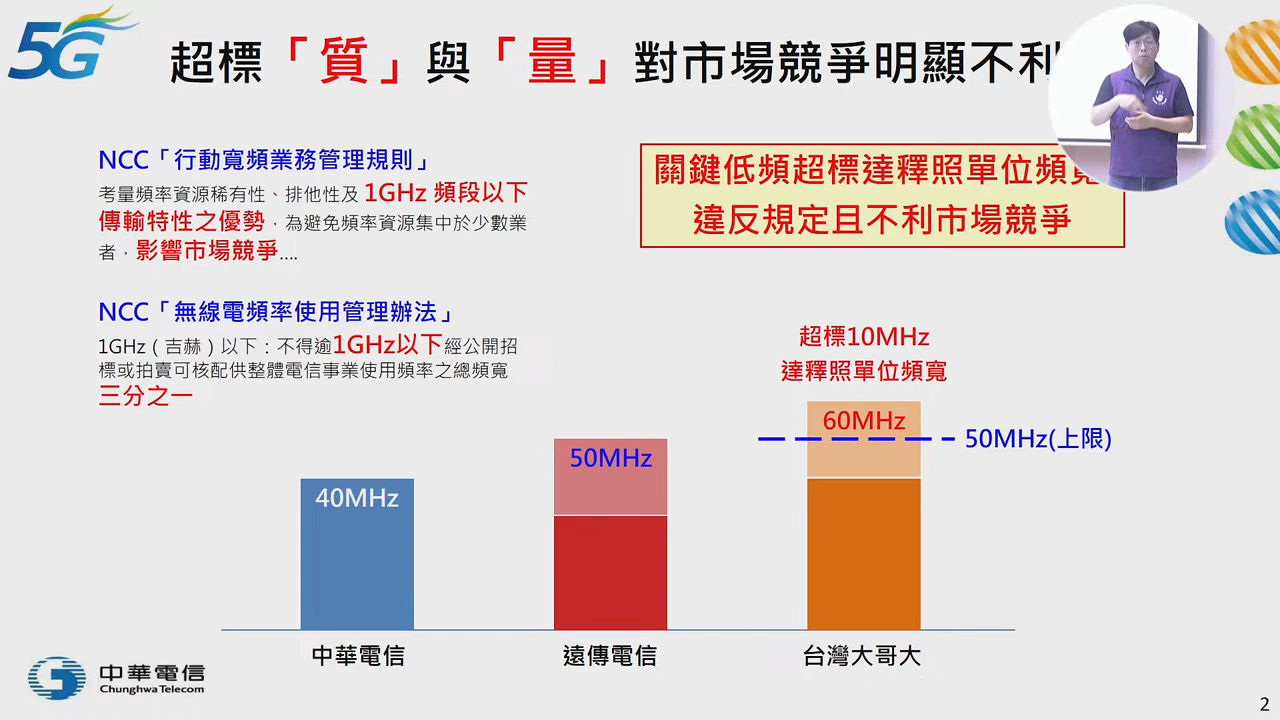 5G
超標「質」與「量」對市場競爭明顯不利
NCC「行動寬頻業務管理規則」
考量頻率資源稀有性、排他性及 1GHz 頻段以下
傳輸特性之優勢，為避免頻率資源集中於少數業
者，影響市場競爭....
關鍵低頻超標達釋照單位頻寬
違反規定且不利市場競爭
NCC「無線電頻率使用管理辦法」
1GHz（吉赫）以下：不得逾1GHz以下經公開招
標或拍賣可核配供整體電信事業使用頻率之總頻寬
三分之一
超標10MHz
達釋照單位頻寬
60MHz
50MHz(上限)
50MHz
40MHz
中華電信
遠傳電信
台灣大哥大
中華電信
Chunghwa Telecom
2